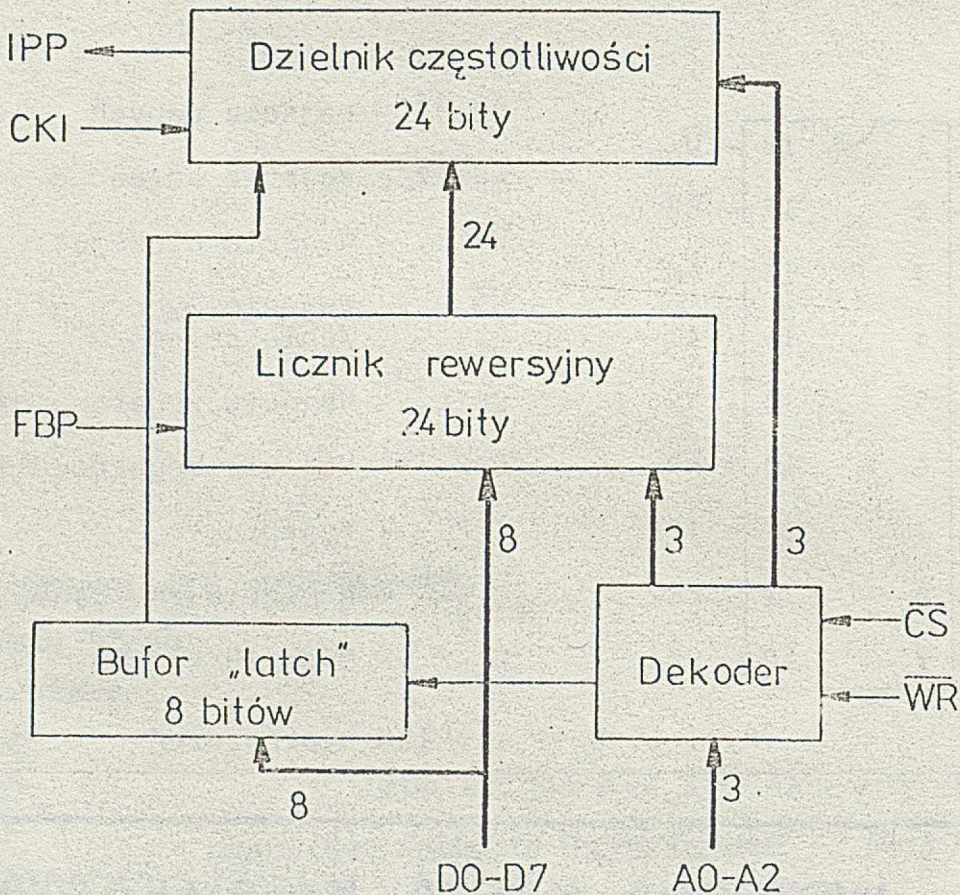 IPP
CKI
Dzielnik częstotliwości
24 bity
24
FBP
Licznik rewersyjny
24 bity
8
3
3
Bufor „latch"
8 bitów
Dekoder
CS
WR
8
3
D0-D7
A0-A2